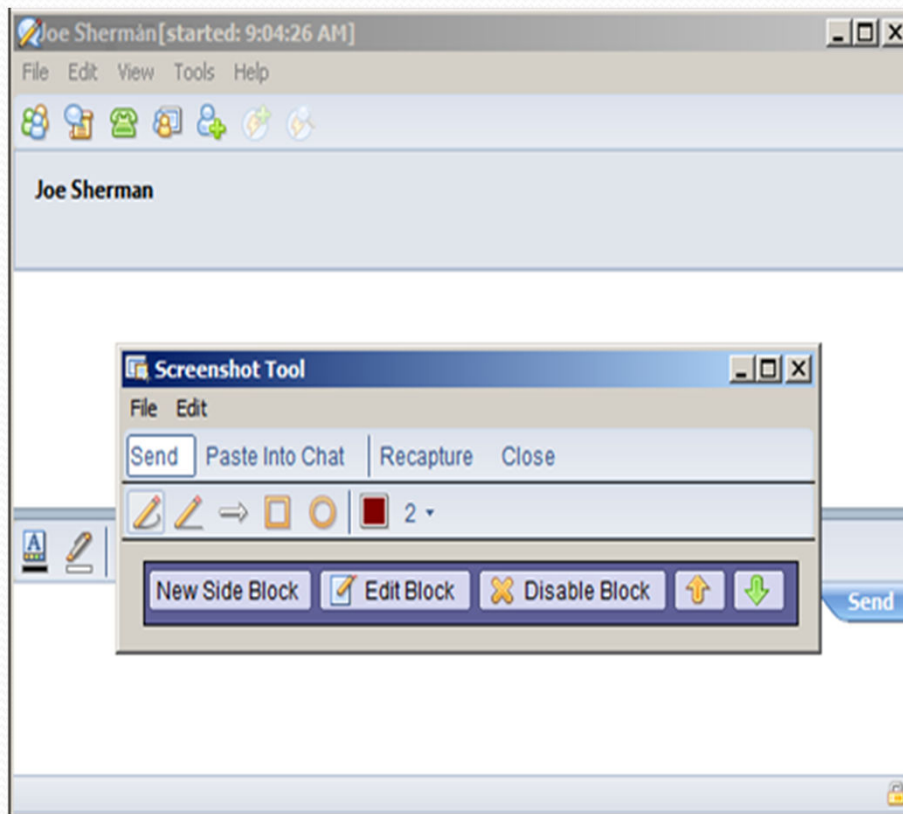 Joe Sherman[started: 9:04:26 AM]
File Edit View Tools Help
Joe Sherman
Screenshot Tool
File Edit
Send Paste Into Chat Recapture Close
2
A
New Side Block Edit Block Disable Block
Send